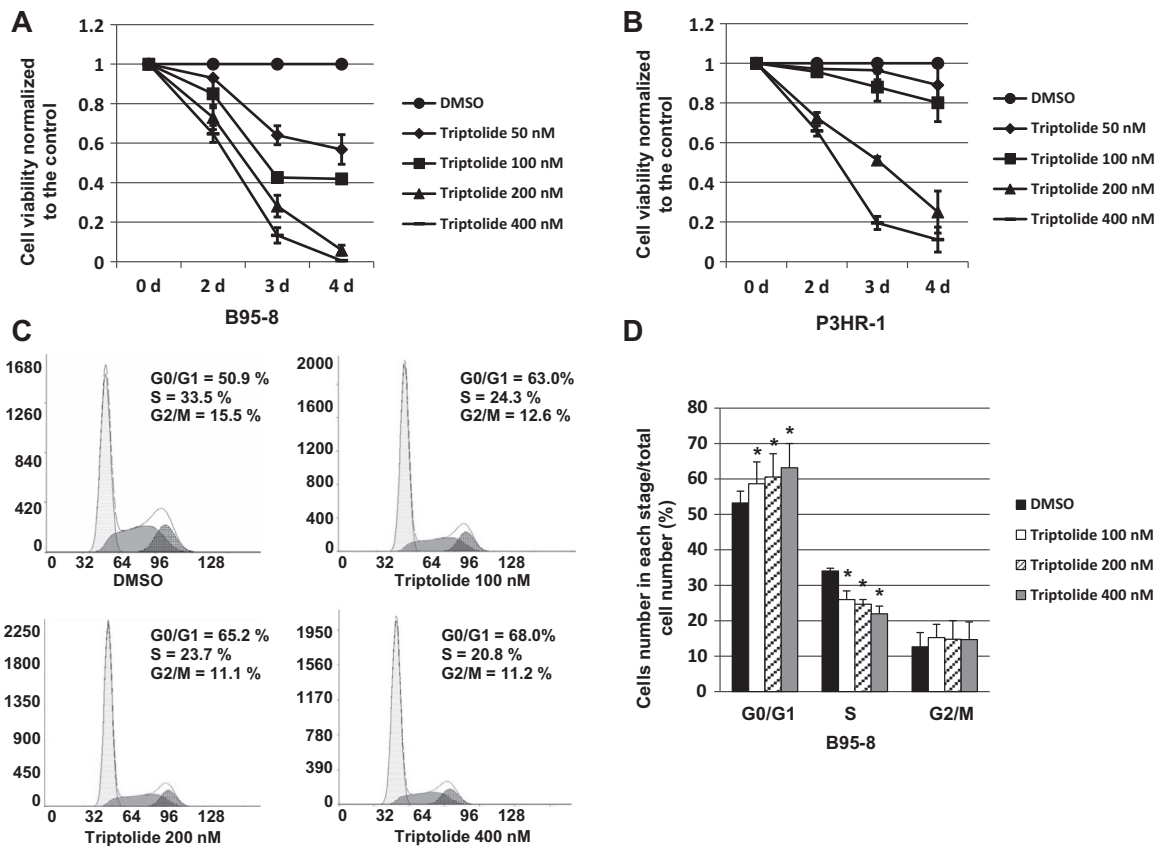 A
Cell viability normalized
to the control
1.2
1
0.8
0.6
0.4
0.2
0
0 d 2 d 3 d 4 d
B95-8
DMSO
Triptolide 50 nM
Triptolide 100 nM
Triptolide 200 nM
Triptolide 400 nM
B
Cell viability normalized
to the control
1.2
1
0.8
0.6
0.4
0.2
0
0 d 2 d 3 d 4 d
P3HR-1
DMSO
Triptolide 50 nM
Triptolide 100 nM
Triptolide 200 nM
Triptolide 400 nM
C
1680
1260
840
420
0
0 32 64 96 128
DMSO
G0/G1 = 50.9 %
S = 33.5 %
G2/M = 15.5 %
2000
1600
1200
800
400
0
0 32 64 96 128
Triptolide 100 nM
G0/G1 = 63.0%
S = 24.3 %
G2/M = 12.6 %
2250
1800
1350
900
450
0
0 32 64 96 128
Triptolide 200 nM
G0/G1 = 65.2 %
S = 23.7 %
G2/M = 11.1 %
1950
1560
1170
780
390
0
0 32 64 96 128
Triptolide 400 nM
G0/G1 = 68.0%
S = 20.8 %
G2/M = 11.2 %
D
Cells number in each stage/total
cell number (%)
80
70
60
50
40
30
20
10
0
* * *
* * *
G0/G1 S G2/M
B95-8
DMSO
Triptolide 100 nM
Triptolide 200 nM
Triptolide 400 nM